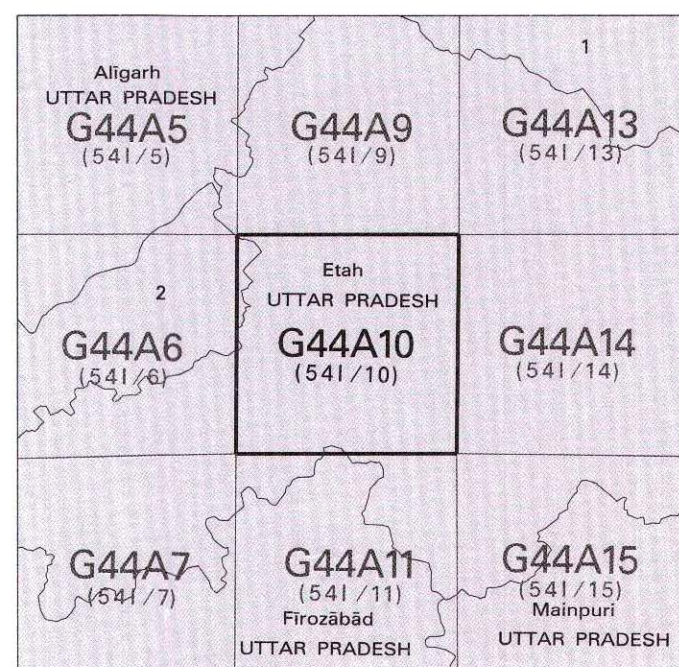 1
Alīgarh
UTTAR PRADESH
G44A5
(54I/5)
G44A9
(54I/9)
G44A13
(54I/13)
2
G44A6
(54I/6)
Etah
UTTAR PRADESH
G44A10
(54I/10)
G44A14
(54I/14)
G44A7
(54I/7)
G44A11
(54I/11)
Fīrozābād
UTTAR PRADESH
G44A15
(54I/15)
Mainpuri
UTTAR PRADESH